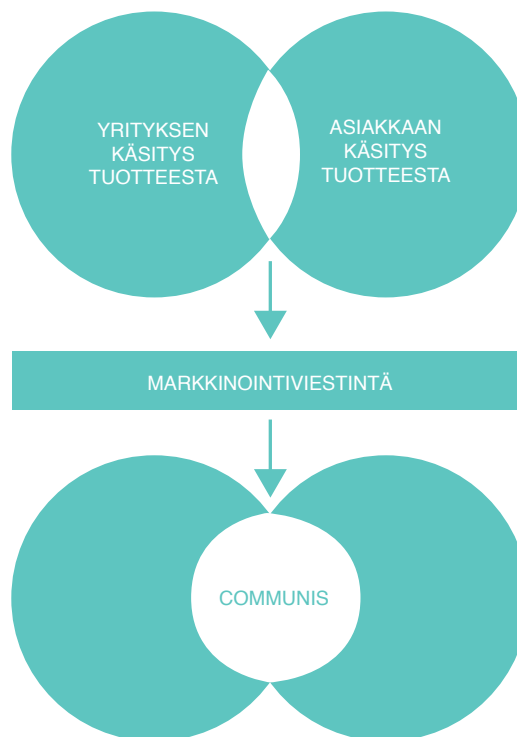 YRITYKSEN
KÄSITYS
TUOTTEESTA
ASIAKKAAN
KÄSITYS
TUOTTEESTA
MARKKINOINTIVIESTINTÄ
COMMUNIS